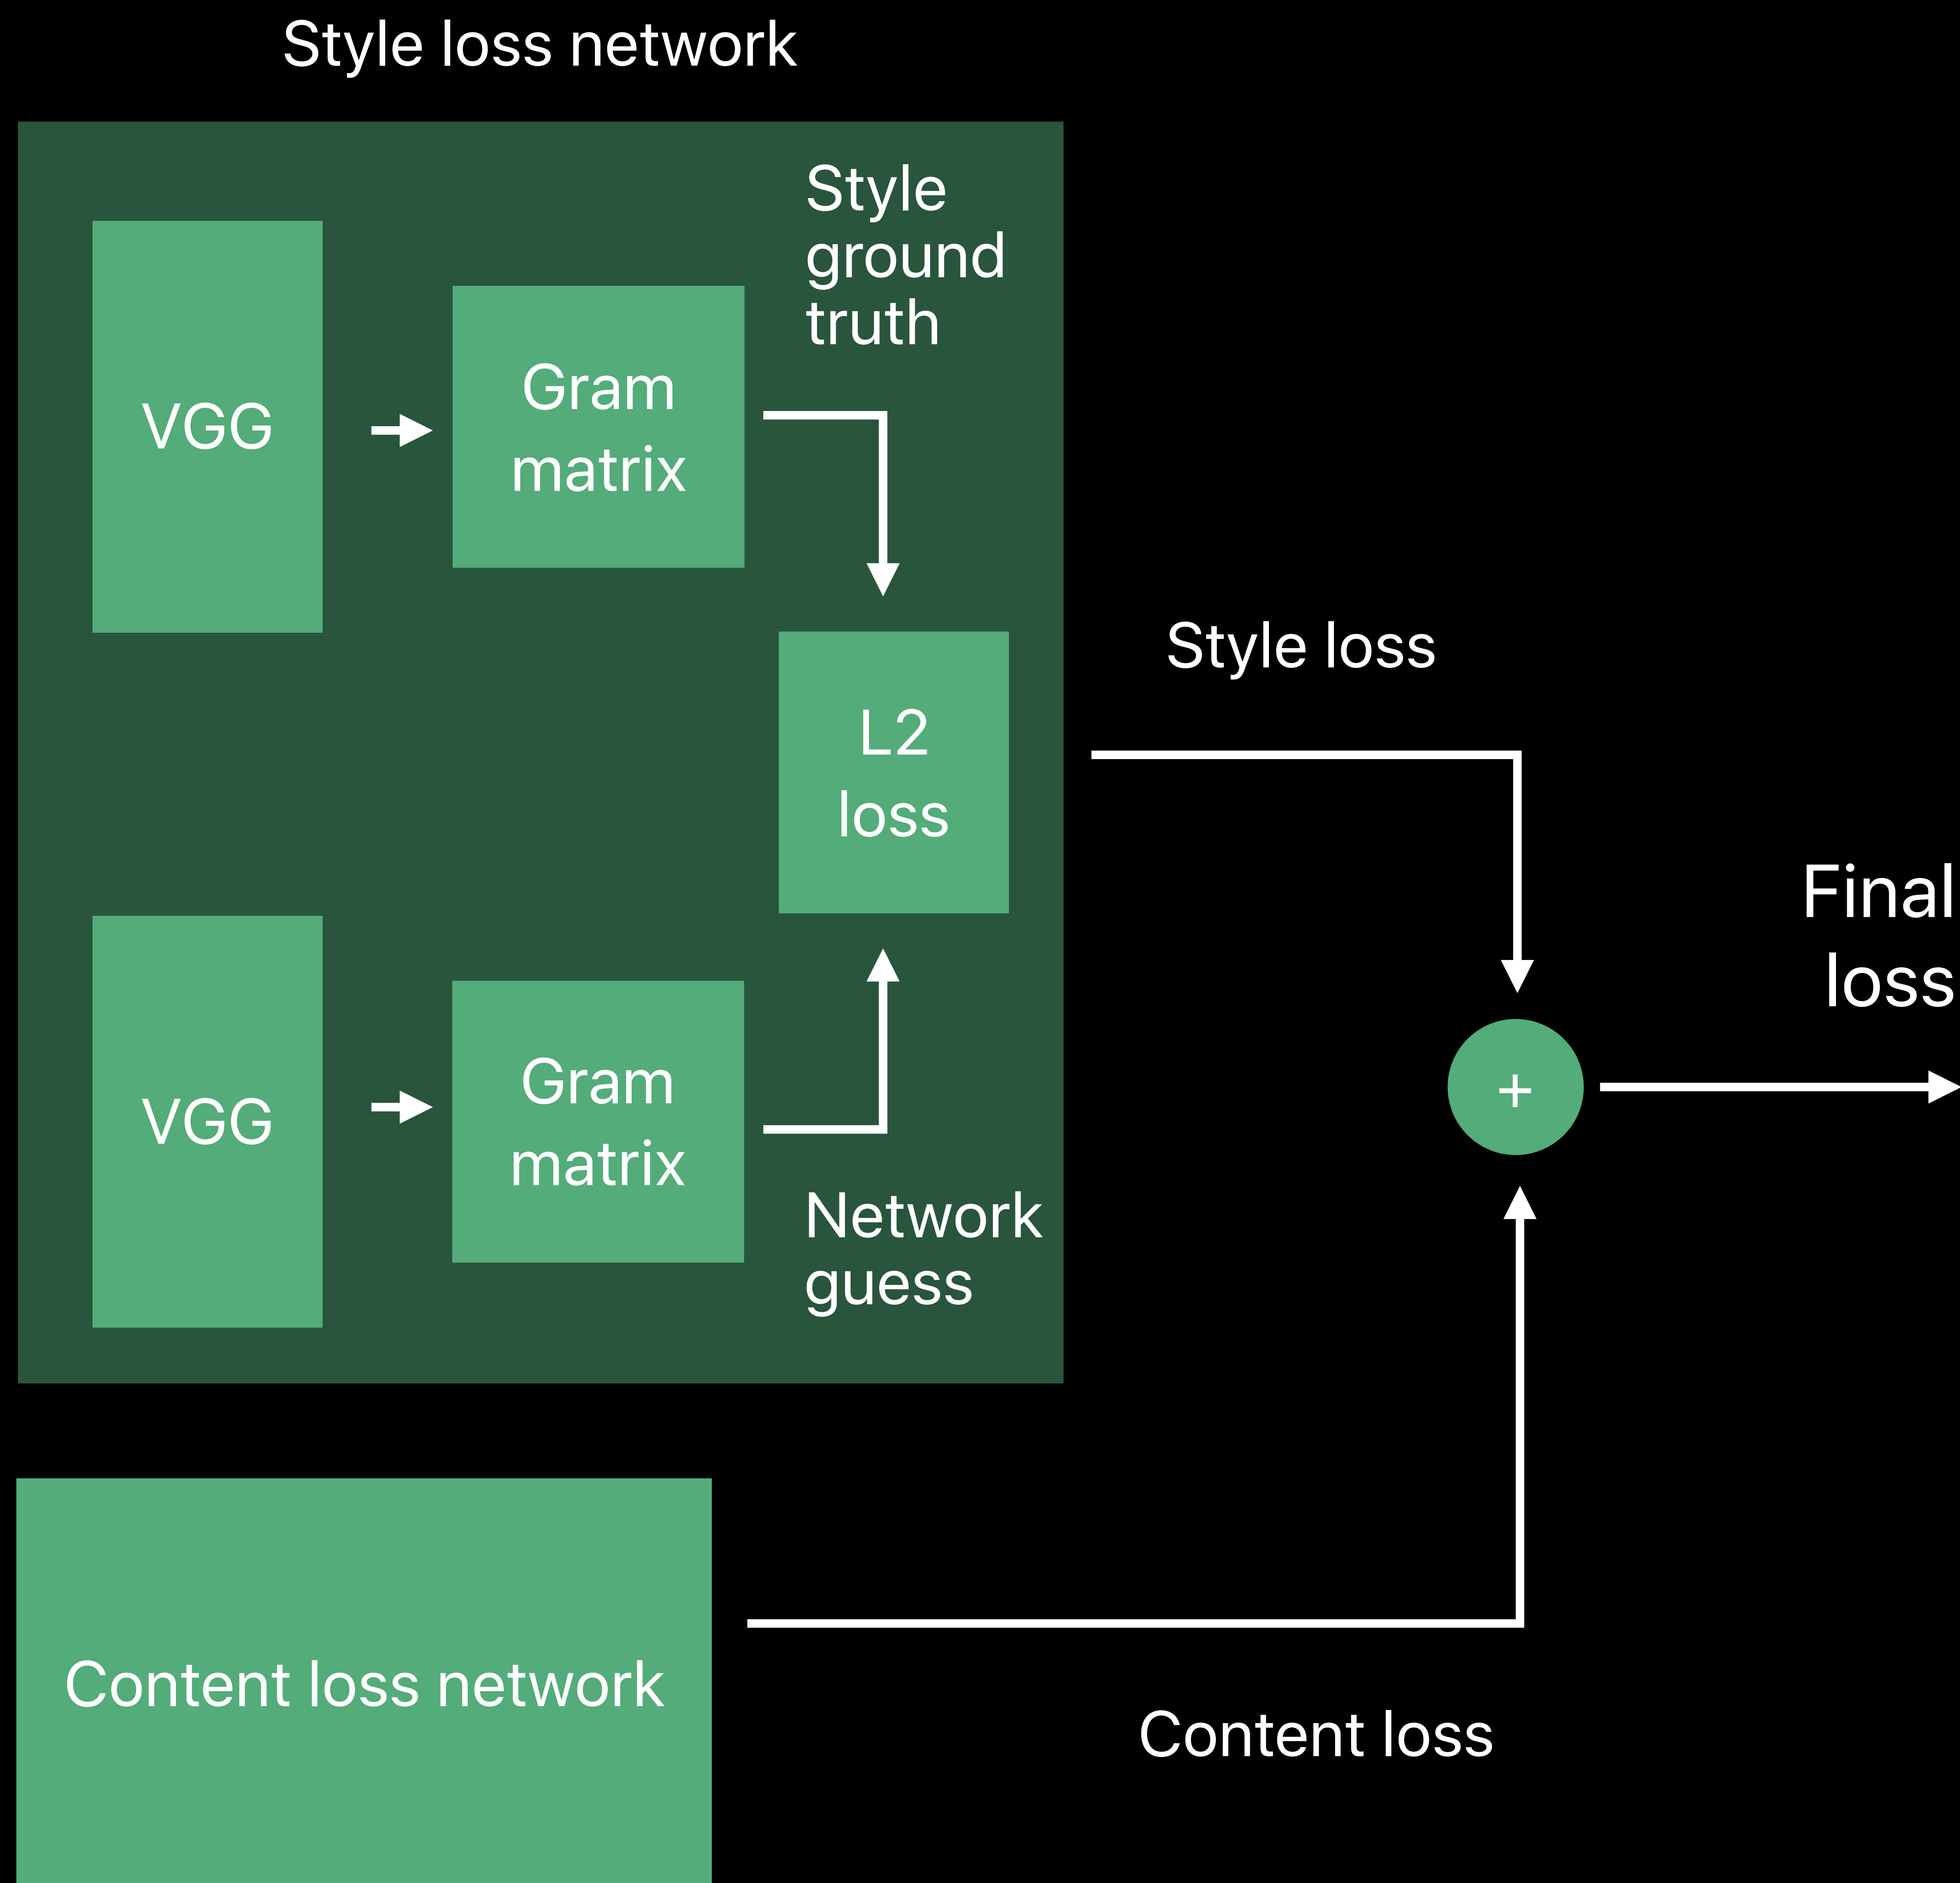 Style loss network
Style
ground
truth
VGG
Gram
matrix
L2
loss
VGG
Gram
matrix
Network
guess
Style loss
Final
loss
+
Content loss network
Content loss